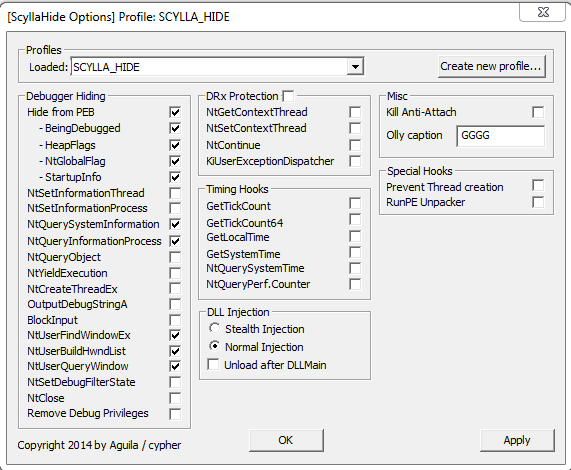 [ScyllaHide Options] Profile: SCYLLA_HIDE
Profiles
Loaded: SCYLLA_HIDE
Create new profile...
Debugger Hiding
Hide from PEB
- BeingDebugged
- HeapFlags
- NtGlobalFlag
- StartupInfo
NtSetInformationThread
NtSetInformationProcess
NtQuerySystemInformation
NtQueryInformationProcess
NtQueryObject
NtYieldExecution
NtCreateThreadEx
OutputDebugStringA
BlockInput
NtUserFindWindowEx
NtUserBuildHwndList
NtUserQueryWindow
NtSetDebugFilterState
NtClose
Remove Debug Privileges
DRx Protection
NtGetContextThread
NtSetContextThread
NtContinue
KiUserExceptionDispatcher
Timing Hooks
GetTickCount
GetTickCount64
GetLocalTime
GetSystemTime
NtQuerySystemTime
NtQueryPerf.Counter
DLL Injection
Stealth Injection
Normal Injection
Unload after DLLMain
Misc
Kill Anti-Attach
Olly caption GGGG
Special Hooks
Prevent Thread creation
RunPE Unpacker
Copyright 2014 by Aguila / cypher
OK
Apply